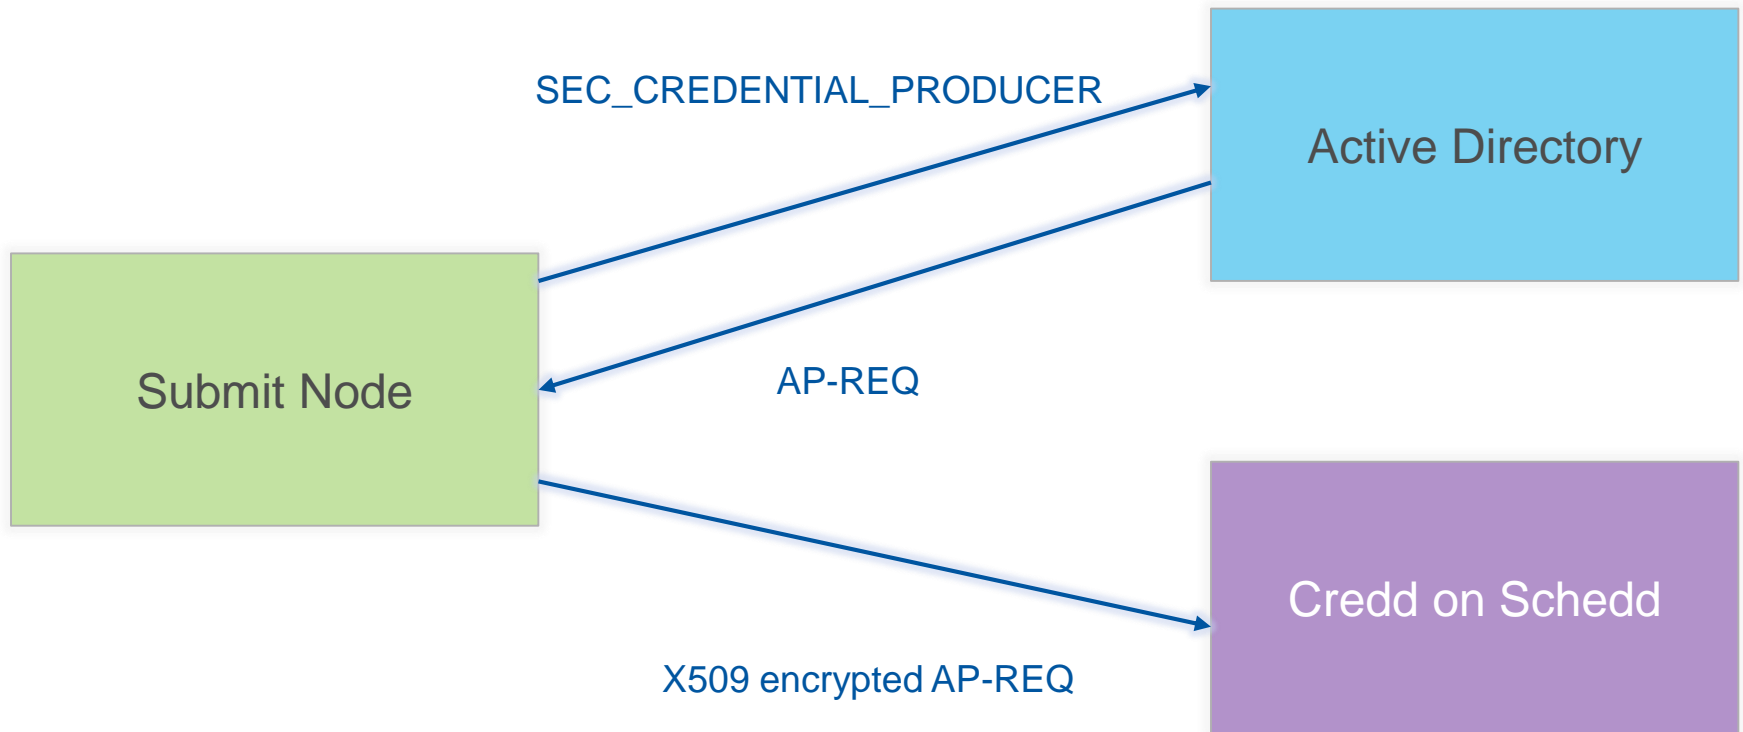 SEC_CREDENTIAL_PRODUCER
Active Directory
Submit Node
AP-REQ
Credd on Schedd
X509 encrypted AP-REQ